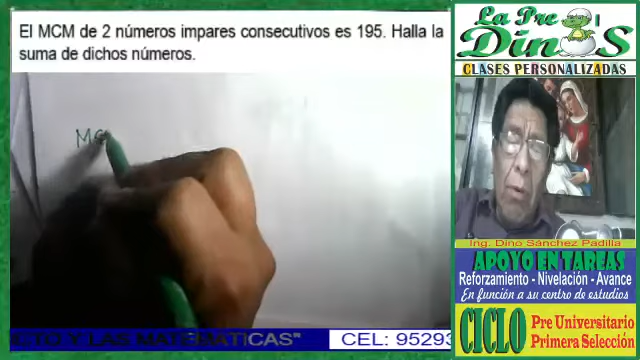 El MCM de 2 números impares consecutivos es 195. Halla la
suma de dichos números.
La Pre
DinoS
CLASES PERSONALIZADAS
Ing. Dino Sánchez Padilla
APOYO EN TAREAS
Reforzamiento - Nivelación - Avance
En función a su centro de estudios
CICLO
Pre Universitario
Primera Selección
CTO Y LAS MATEMATICAS"
CEL: 95293